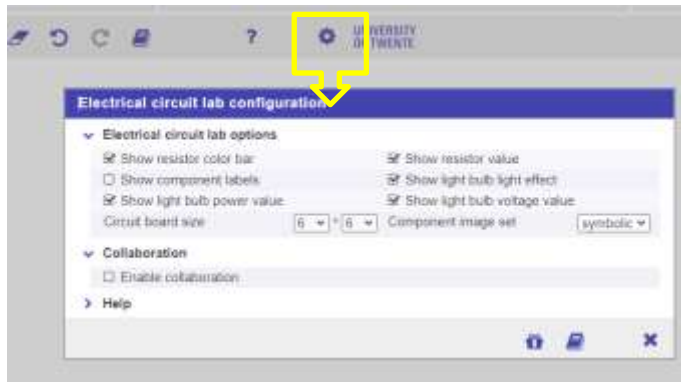 ?
UNIVERSITY
OF TWENTE
Electrical circuit lab configuration
Electrical circuit lab options
Show resistor color bar
Show resistor value
Show component labels
Show light bulb light effect
Show light bulb power value
Show light bulb voltage value
Circuit board size 6 * 6 Component image set symbolic
Collaboration
Enable collaboration
Help